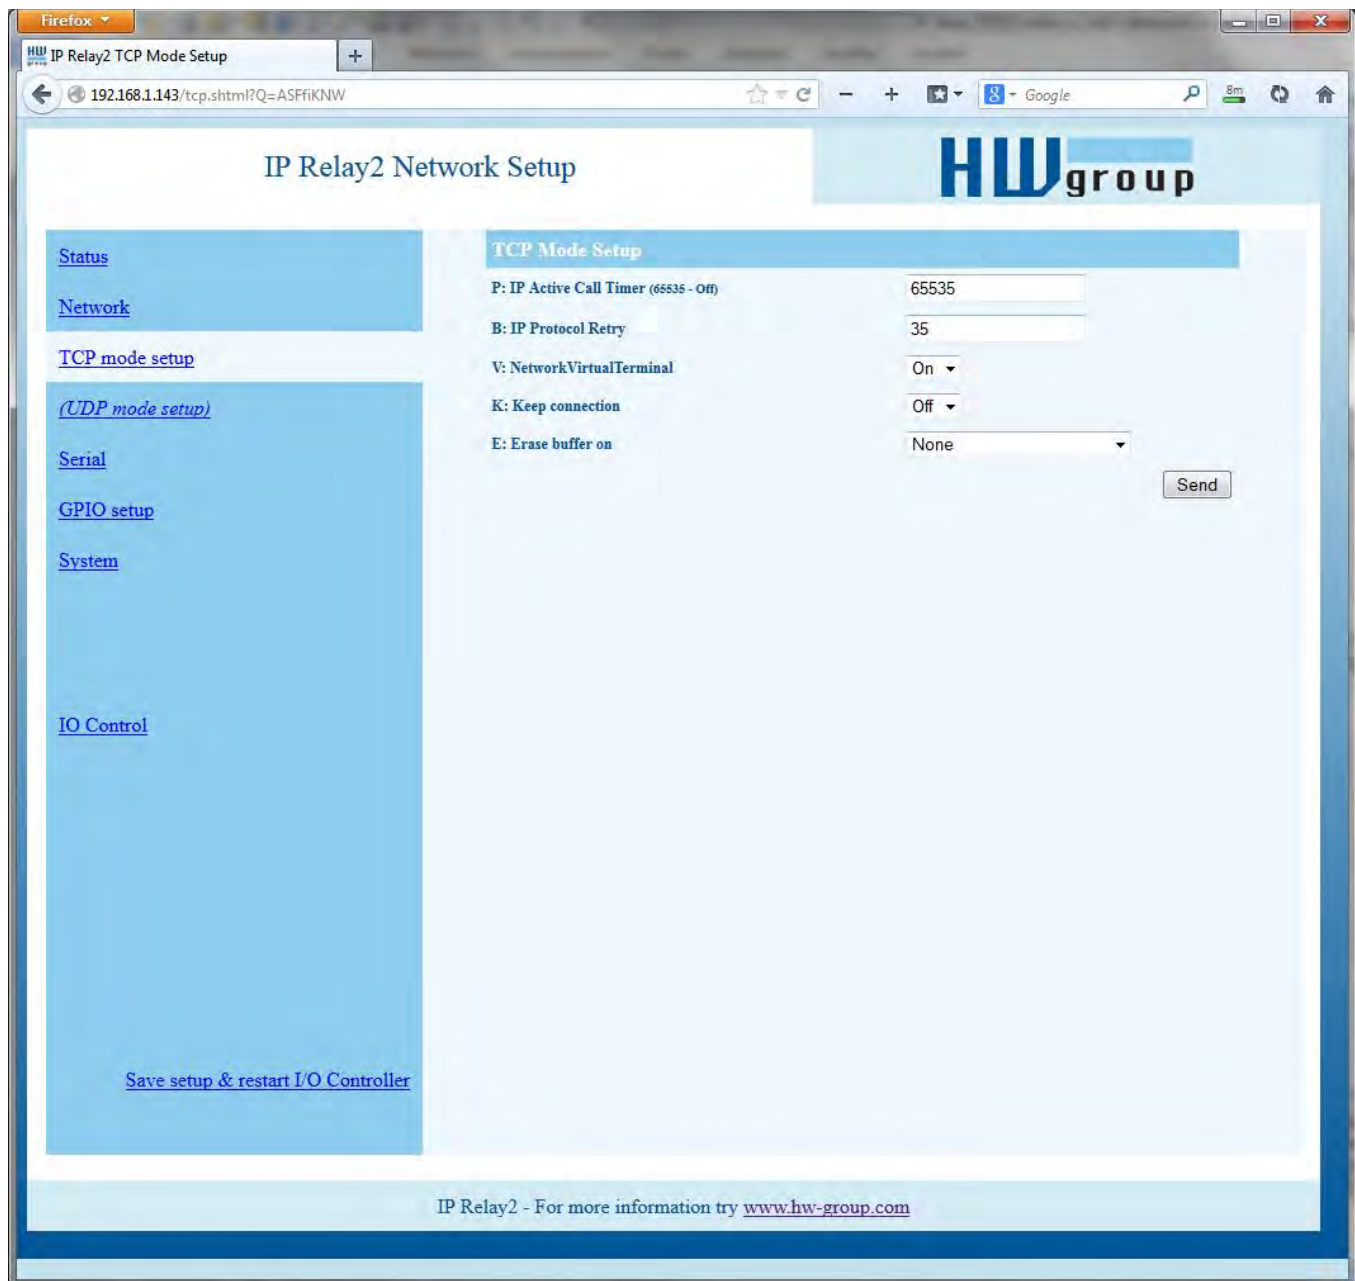 Firefox
IP Relay2 TCP Mode Setup
192.168.1.143/tcp.shtml?Q=ASFfiKNW
Google
8m
IP Relay2 Network Setup
HW group
Status
Network
TCP mode setup
(UDP mode setup)
Serial
GPIO setup
System
IO Control
Save setup & restart I/O Controller
TCP Mode Setup
P: IP Active Call Timer (65535 - Off) 65535
B: IP Protocol Retry 35
V: NetworkVirtualTerminal On
K: Keep connection Off
E: Erase buffer on None
Send
IP Relay2 - For more information try www.hw-group.com